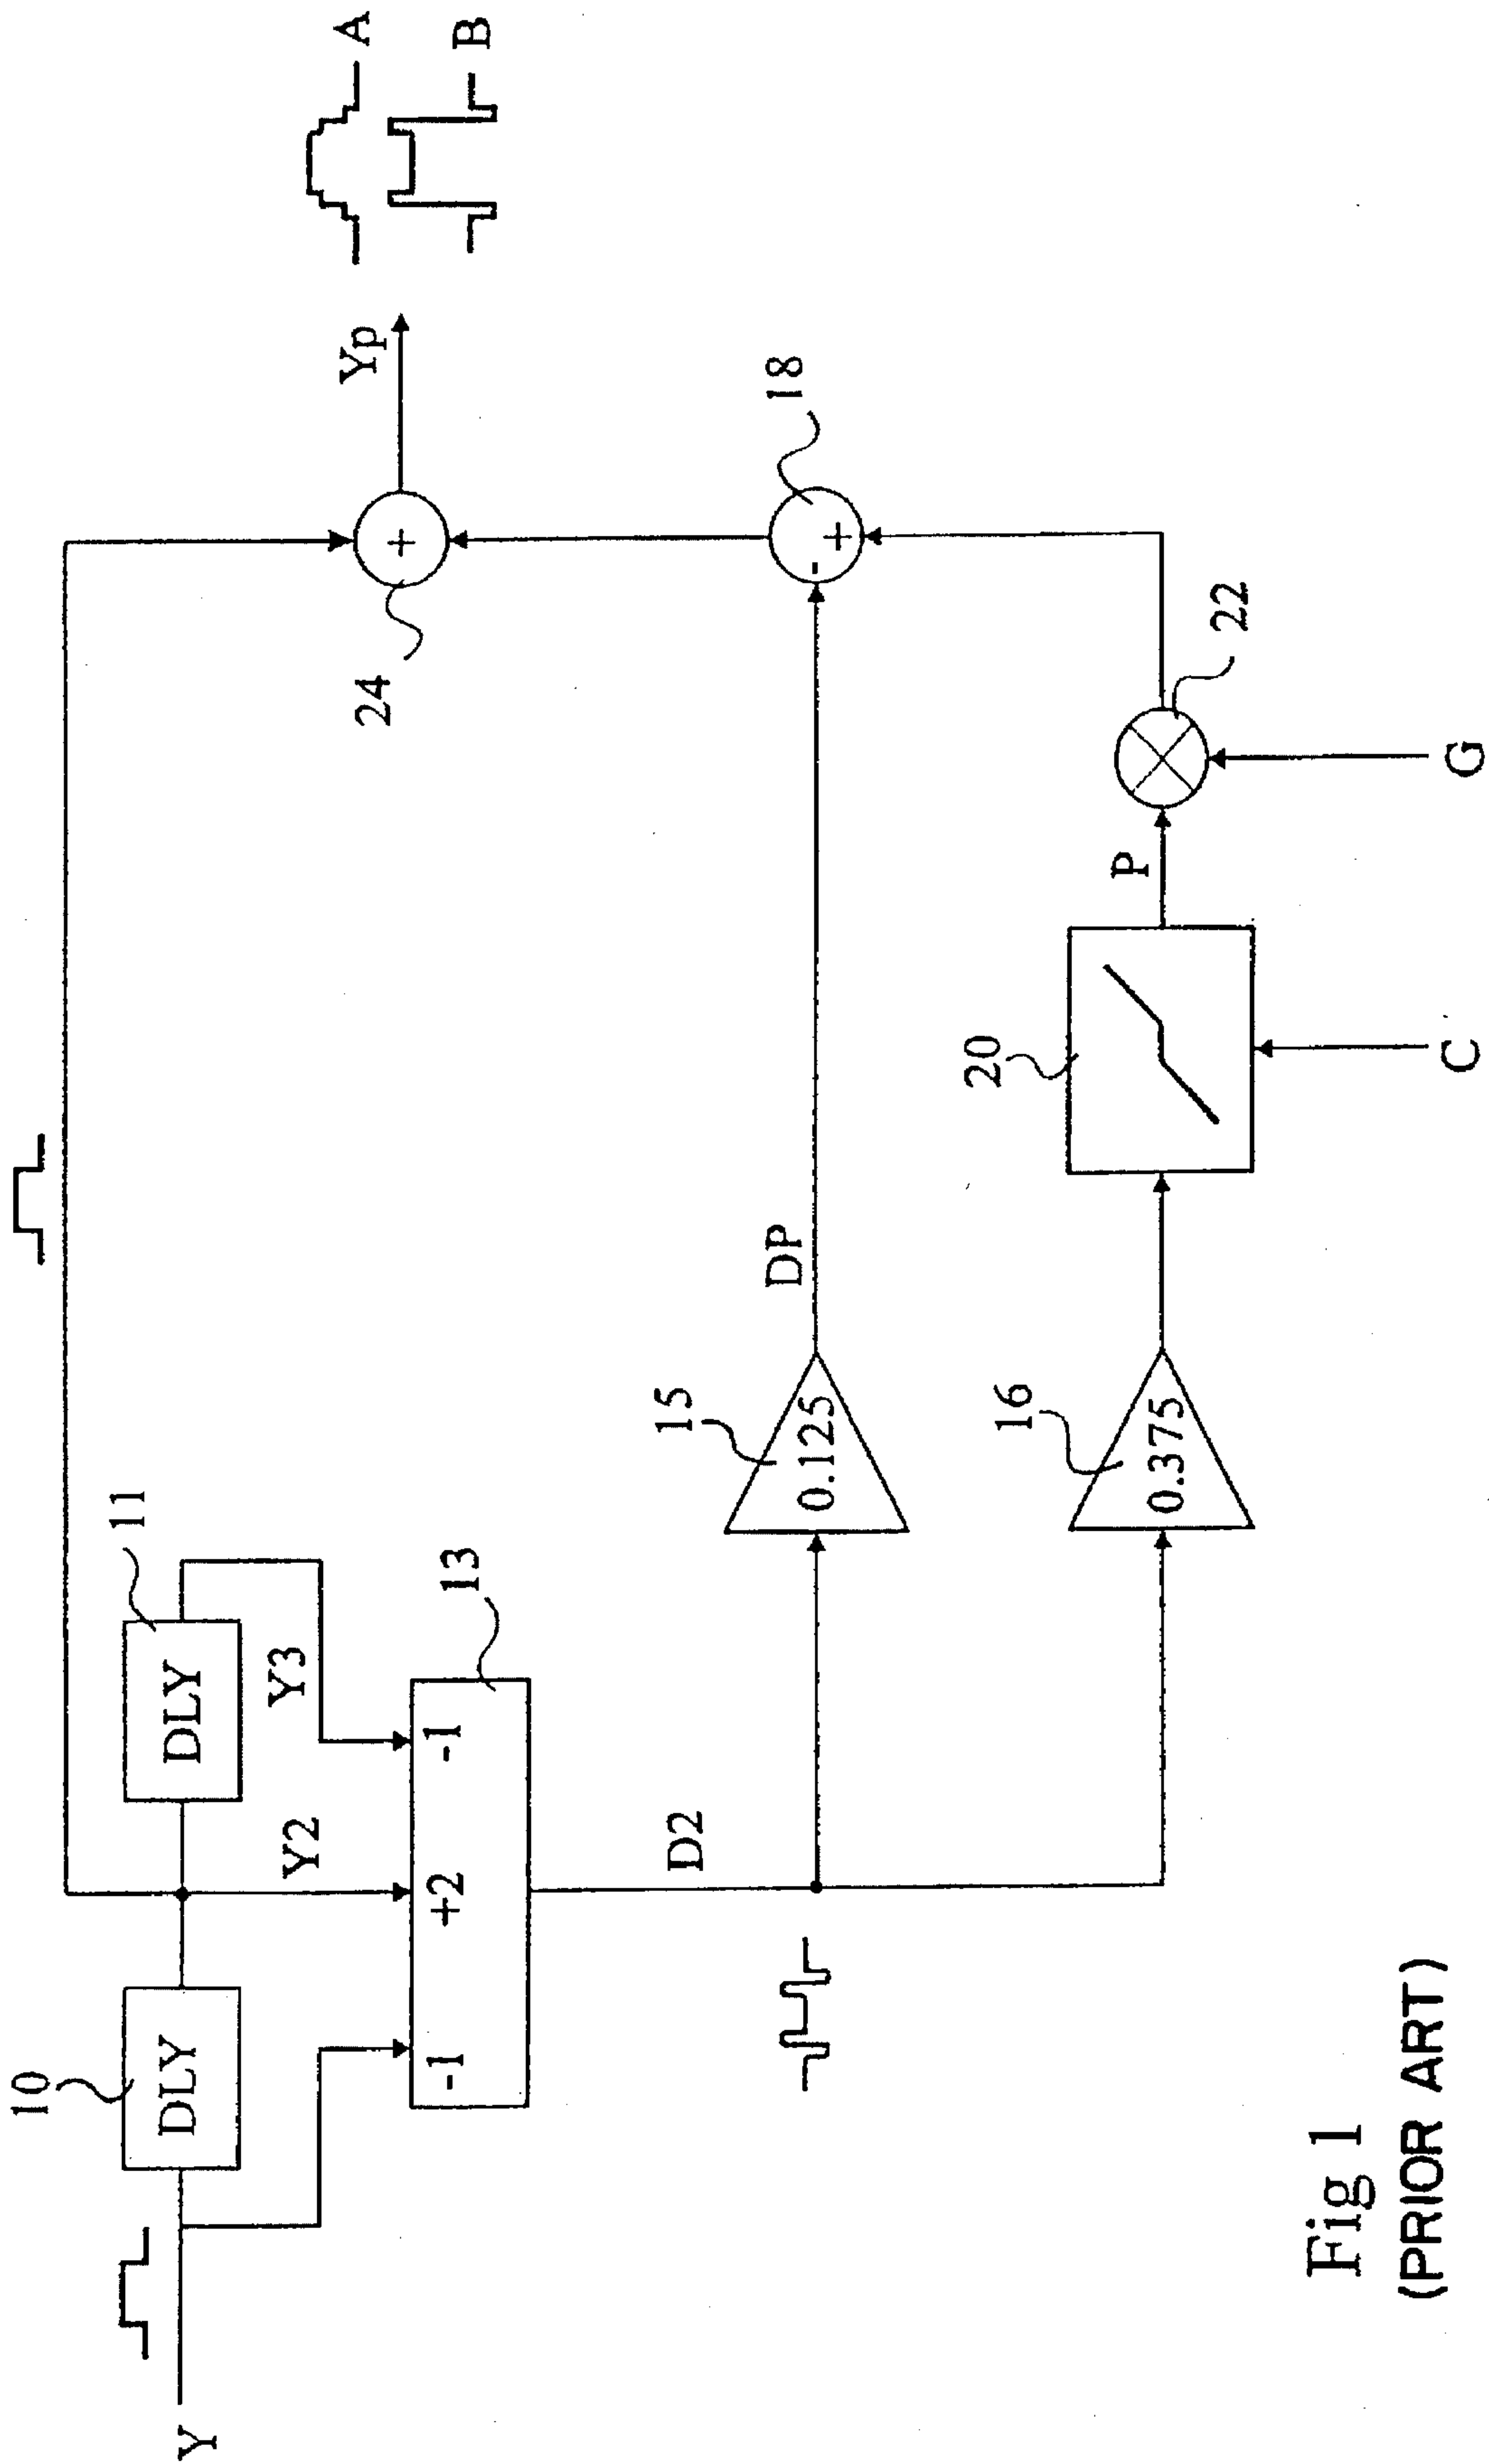 Y
10
DLY
Y2
DLY
11
Y3
-1
+2
-1
13
D2
15
0.125
DP
16
0.375
20
C
P
22
G
-
+
18
+
24
Yp
A
B
Fig 1
(PRIOR ART)